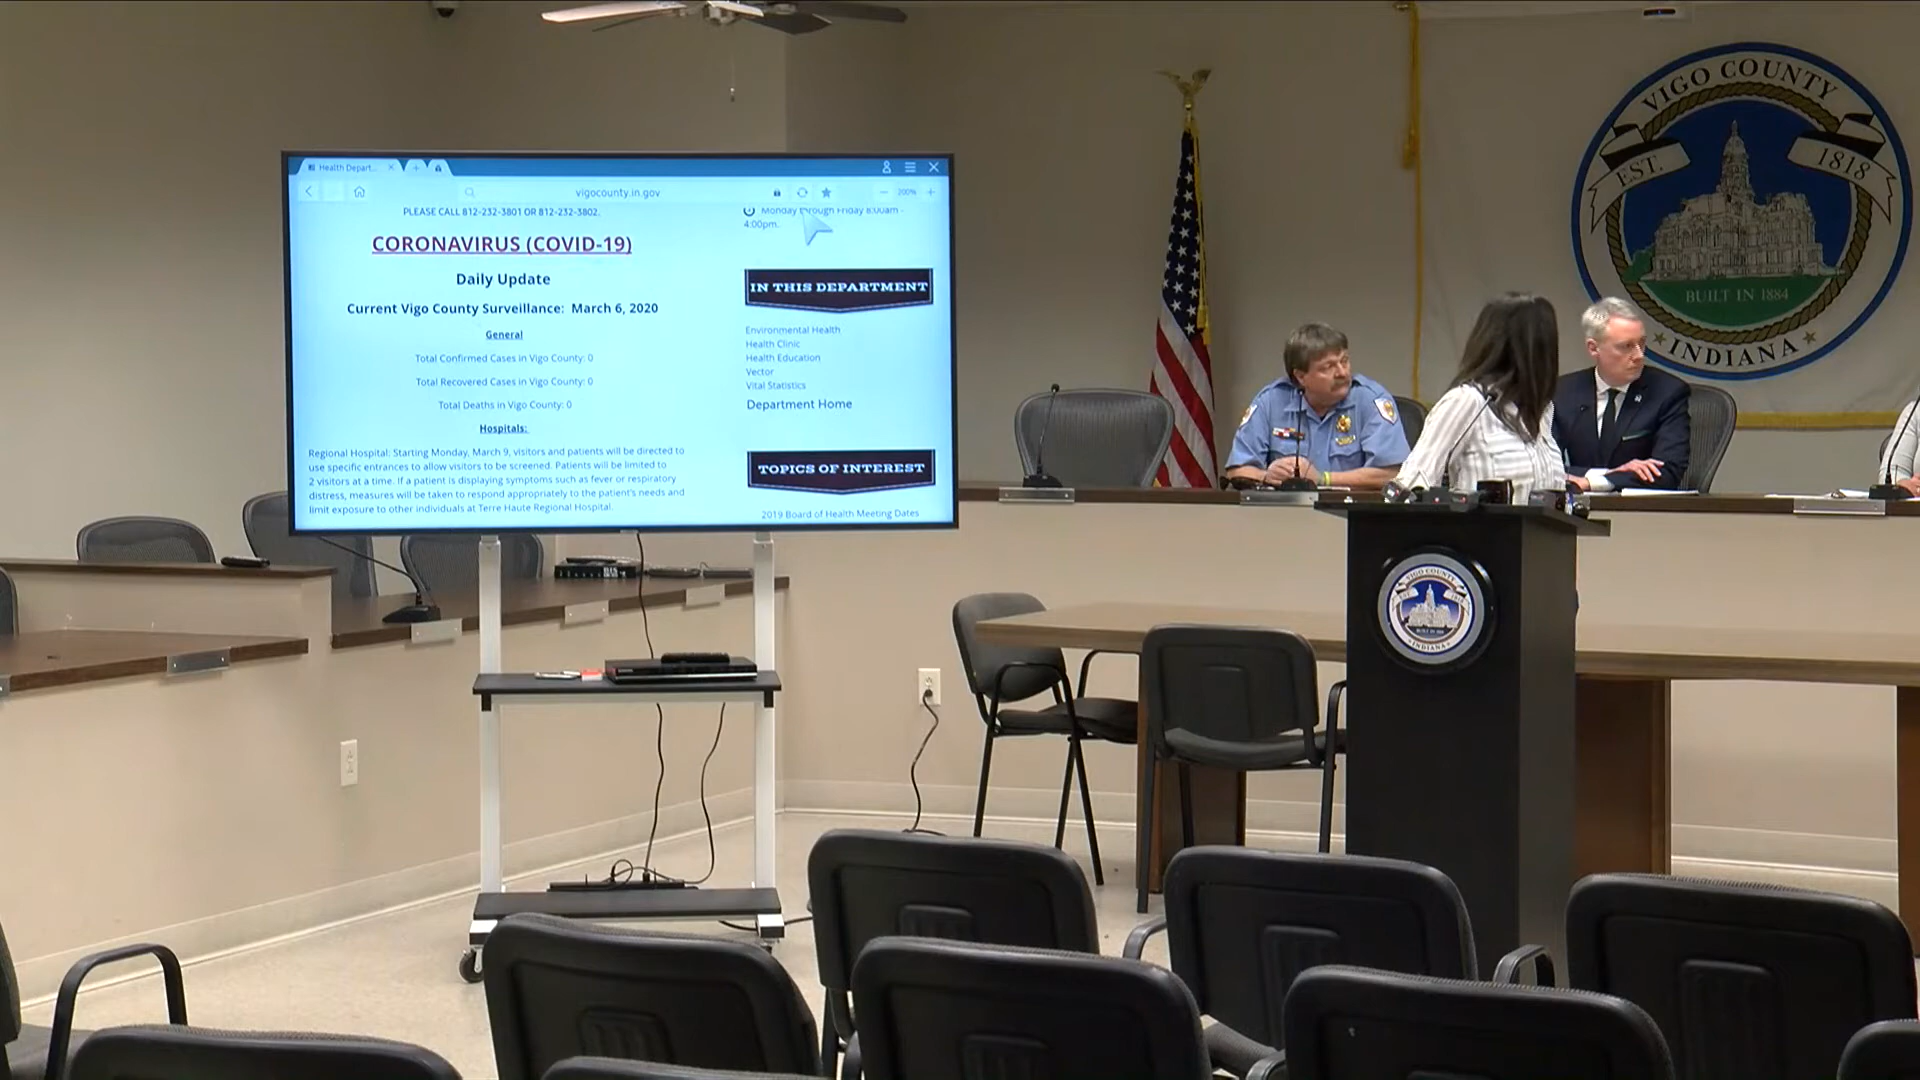 Health Depart...
vigocounty.in.gov
200%
PLEASE CALL 812-232-3801 OR 812-232-3802.
CORONAVIRUS (COVID-19)
Daily Update
Current Vigo County Surveillance: March 6, 2020
General
Total Confirmed Cases in Vigo County: 0
Total Recovered Cases in Vigo County: 0
Total Deaths in Vigo County: 0
Hospitals:
Regional Hospital: Starting Monday, March 9, visitors and patients will be directed to
use specific entrances to allow visitors to be screened. Patients will be limited to
2 visitors at a time. If a patient is displaying symptoms such as fever or respiratory
distress, measures will be taken to respond appropriately to the patient's needs and
limit exposure to other individuals at Terre Haute Regional Hospital.
Monday through Friday 8:00am -
4:00pm.
IN THIS DEPARTMENT
Environmental Health
Health Clinic
Health Education
Vector
Vital Statistics
Department Home
TOPICS OF INTEREST
2019 Board of Health Meeting Dates
VIGO COUNTY
EST. 1818
BUILT IN 1884
INDIANA
VIGO COUNTY
INDIANA